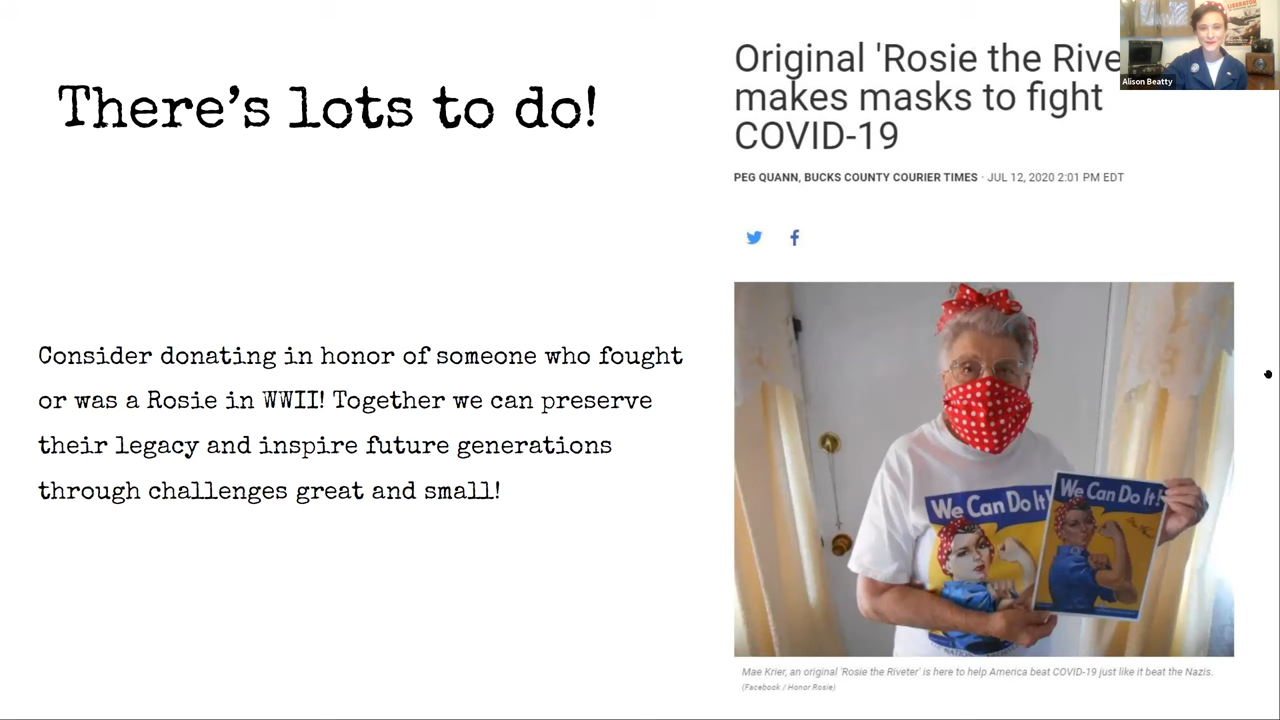 There's lots to do!
Consider donating in honor of someone who fought
or was a Rosie in WWII! Together we can preserve
their legacy and inspire future generations
through challenges great and small!
Original 'Rosie the Rive
makes masks to fight
COVID-19
PEG QUANN, BUCKS COUNTY COURIER TIMES · JUL 12, 2020 2:01 PM EDT
We Can Do It!
We Can Do It!
Mae Krier, an original 'Rosie the Riveter' is here to help America beat COVID-19 just like it beat the Nazis.
(Facebook / Honor Rosie)
LIBERATOR
Alison Beatty